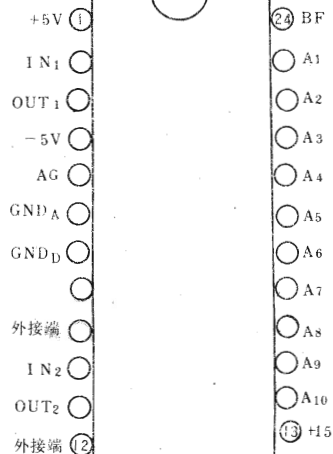 +5V 1 24 BF
IN1 A1
OUT1 A2
-5V A3
AG A4
GNDA A5
GNDD A6
A7
外接端 A8
IN2 A9
OUT2 A10
外接端 12 13 +15